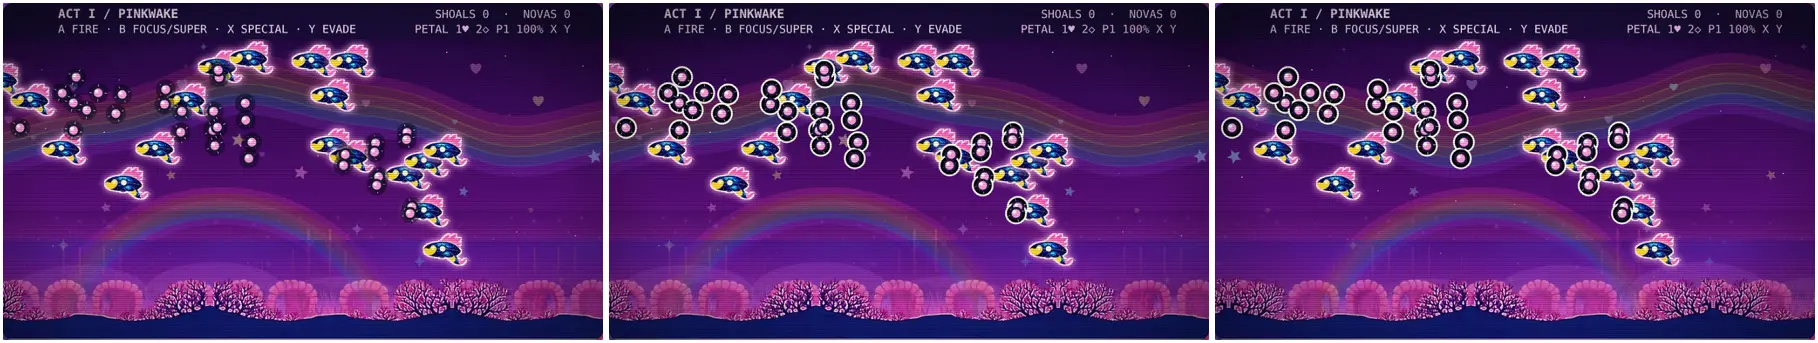 ACT I / PINKWAKE
SHOALS 0 · NOVAS 0
A FIRE · B FOCUS/SUPER · X SPECIAL · Y EVADE
PETAL 1♥ 2◇ P1 100% X Y
ACT I / PINKWAKE
SHOALS 0 · NOVAS 0
A FIRE · B FOCUS/SUPER · X SPECIAL · Y EVADE
PETAL 1♥ 2◇ P1 100% X Y
ACT I / PINKWAKE
SHOALS 0 · NOVAS 0
A FIRE · B FOCUS/SUPER · X SPECIAL · Y EVADE
PETAL 1♥ 2◇ P1 100% X Y